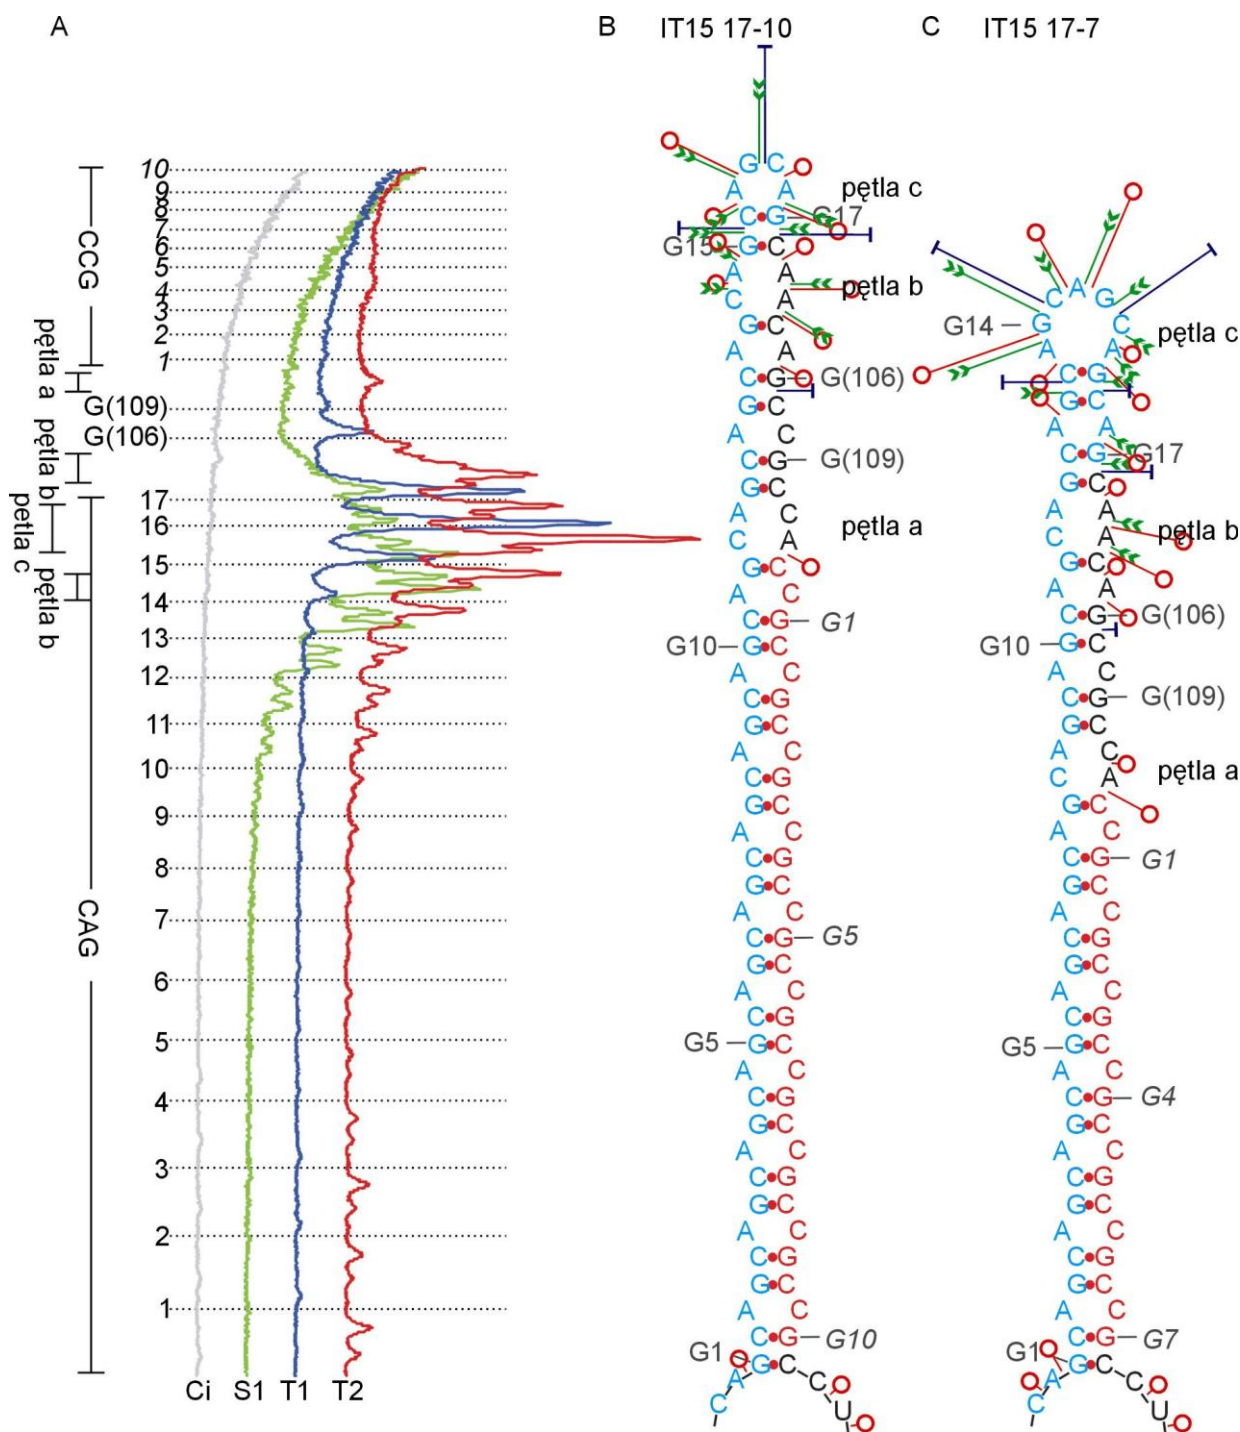 A
B
IT15 17-10
C
IT15 17-7
10
9
8
7
6
5
4
3
2
1
CCG
pętla a
G(109)
G(106)
pętla b
17
16
15
14
13
12
11
10
9
8
7
6
5
4
3
2
1
pętla c
pętla b
CAG
Ci S1 T1 T2
G C
A A
pętla c
C G
G17
G15
G C
A A
pętla b
C A
G C
A A
C G
G(106)
G C
A C
C G
G(109)
G C
A C
pętla a
C A
G C
A C
C G
G1
G10
G C
A C
C G
G C
A C
C G
G C
A C
C G
G5
G C
A C
C G
G5
G C
A C
C G
G C
A C
C G
G C
A C
C G
G C
A C
C G
G10
G1
G C
A C
C U
C A G
G14
G C
pętla c
A A
C G
G C
A A
C G
G17
G C
A A
pętla b
C A
G C
A A
C G
G(106)
G10
G C
A C
C G
G(109)
G C
A C
pętla a
C A
G C
A C
C G
G1
G C
A C
C G
G C
A C
C G
G5
G C
A C
C G
G4
G C
A C
C G
G C
A C
C G
G C
A C
C G
G7
G1
G C
A C
C U